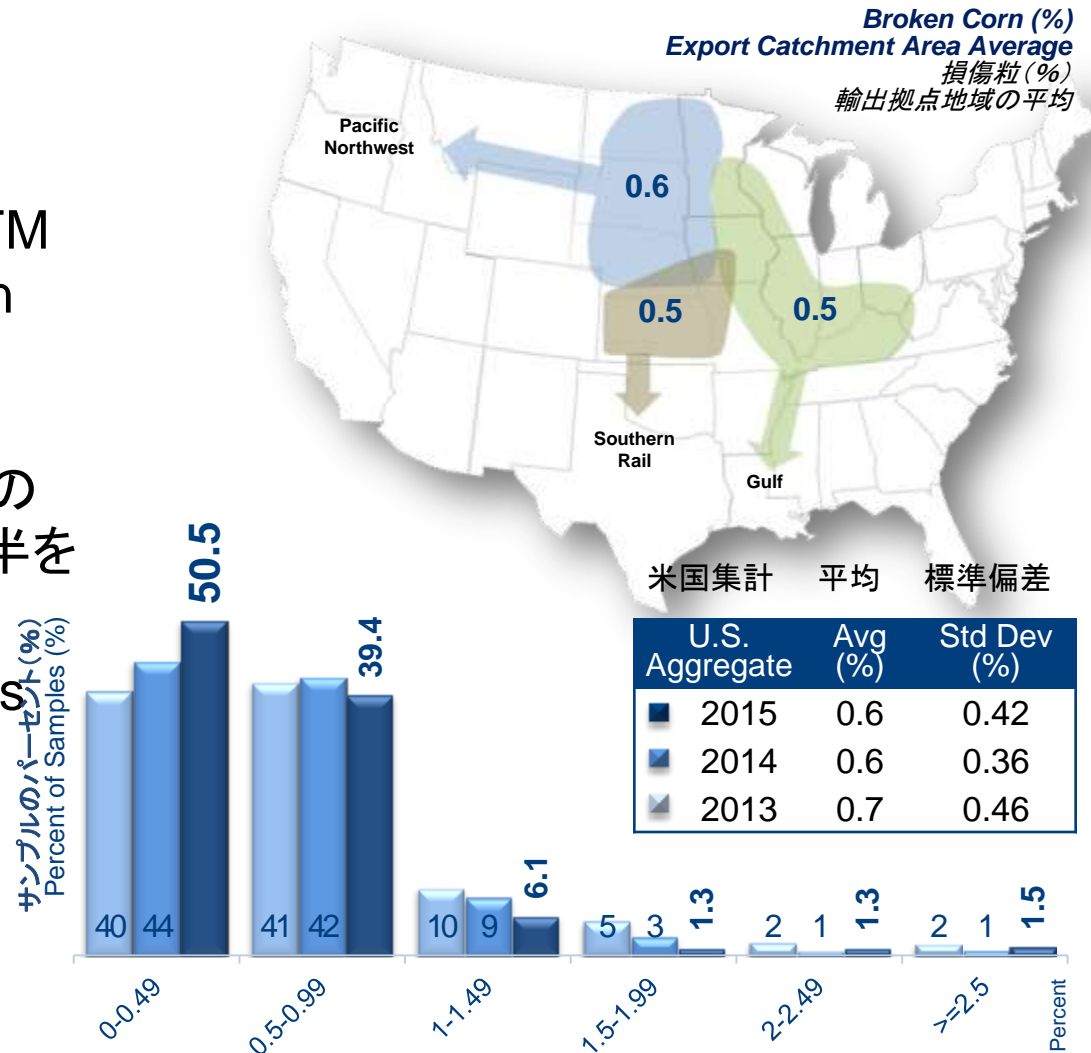 Broken Corn (%)
Export Catchment Area Average
損傷粒(%)
輸出拠点地域の平均
Pacific
Northwest
0.6
0.5
0.5
Southern
Rail
Gulf
TM
n
の
半を
s
米国集計 平均 標準偏差
U.S. Aggregate Avg (%) Std Dev (%)
2015 0.6 0.42
2014 0.6 0.36
2013 0.7 0.46
サンプルのパーセント(%)
Percent of Samples (%)
40 44 50.5
41 42 39.4
10 9 6.1
5 3 1.3
2 1 1.3
2 1 1.5
0-0.49
0.5-0.99
1-1.49
1.5-1.99
2-2.49
>=2.5
Percent